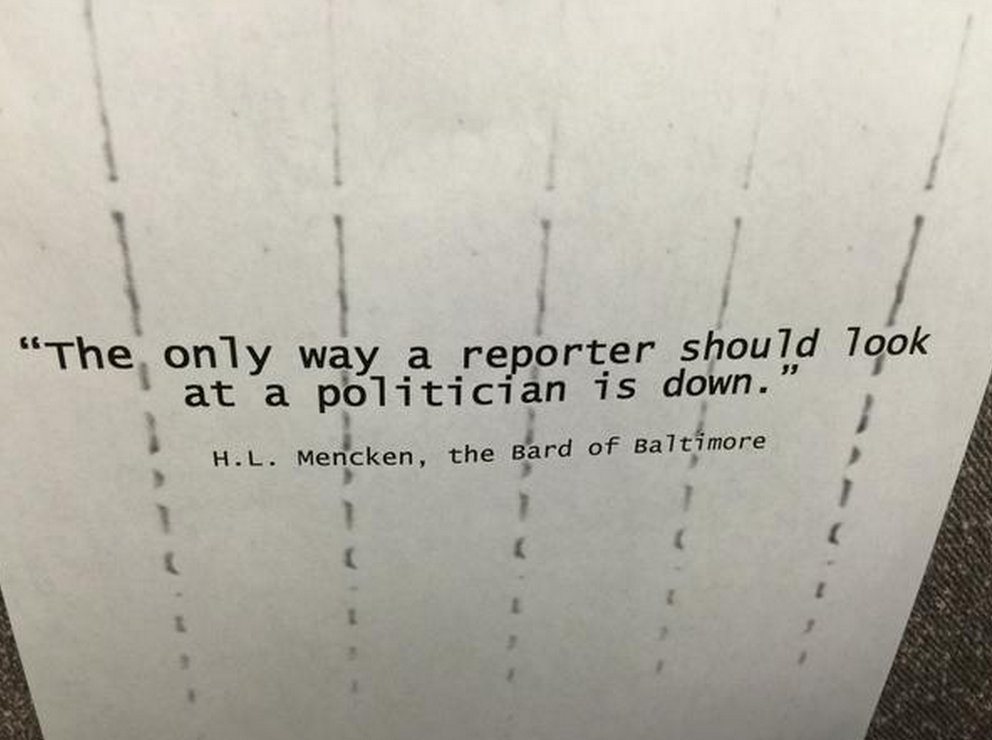 “The only way a reporter should look
at a politician is down.”
H.L. Mencken, the Bard of Baltimore